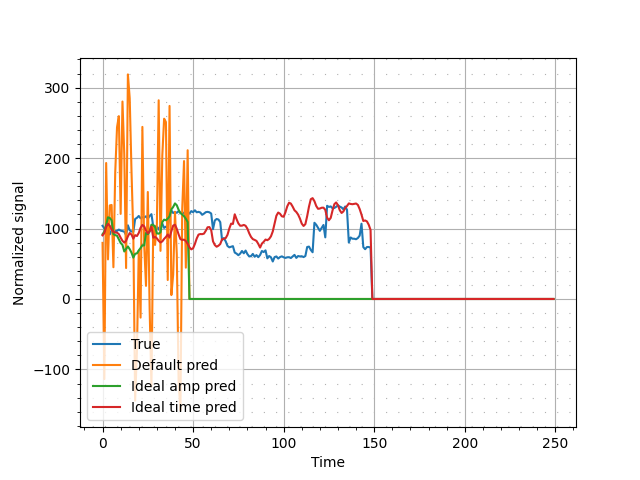 300
200
100
0
−100
Normalized signal
True
Default pred
Ideal amp pred
Ideal time pred
0 50 100 150 200 250
Time